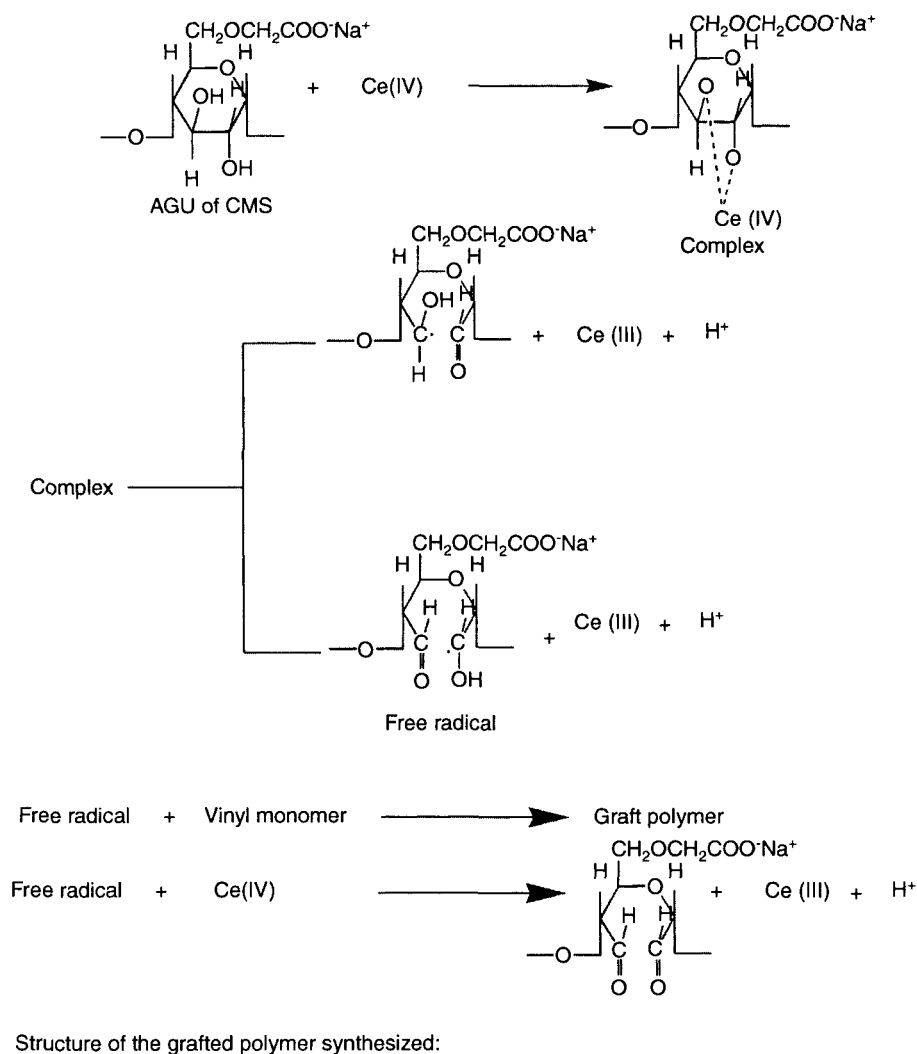 CH₂OCH₂COO⁻Na⁺
H H
O
OH H
+ Ce(IV)
O
H OH
AGU of CMS
CH₂OCH₂COO⁻Na⁺
H H
O
O H
O
H O
Ce (IV)
Complex
CH₂OCH₂COO⁻Na⁺
H H
O
OH H
O C· C + Ce (III) + H⁺
H O
Complex
CH₂OCH₂COO⁻Na⁺
H H
O
H H
O C ·C + Ce (III) + H⁺
O OH
Free radical
Free radical + Vinyl monomer Graft polymer
CH₂OCH₂COO⁻Na⁺
Free radical + Ce(IV) H O H + Ce (III) + H⁺
H H
O C C
O O
Structure of the grafted polymer synthesized: